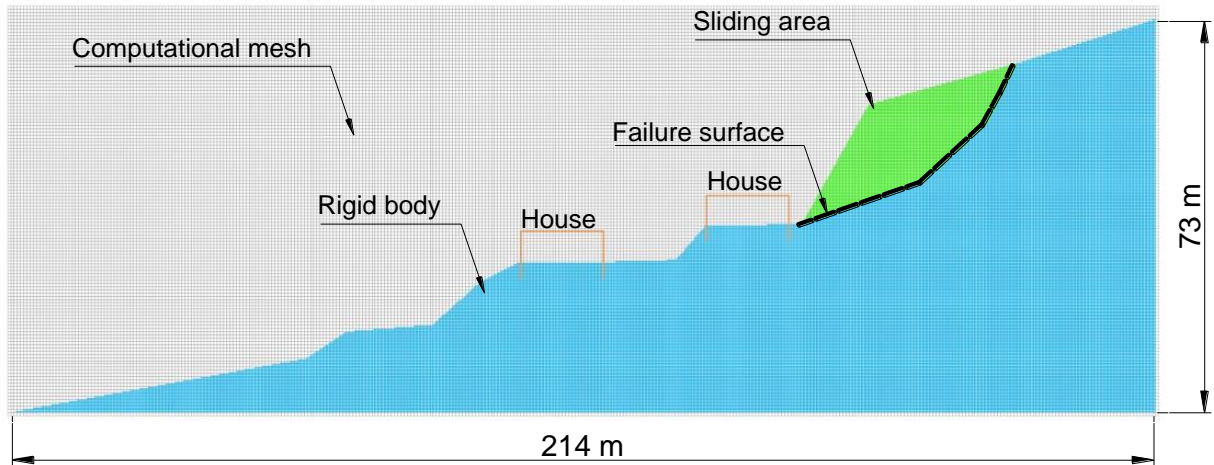 Sliding area
Computational mesh
Failure surface
House
Rigid body
House
73 m
214 m